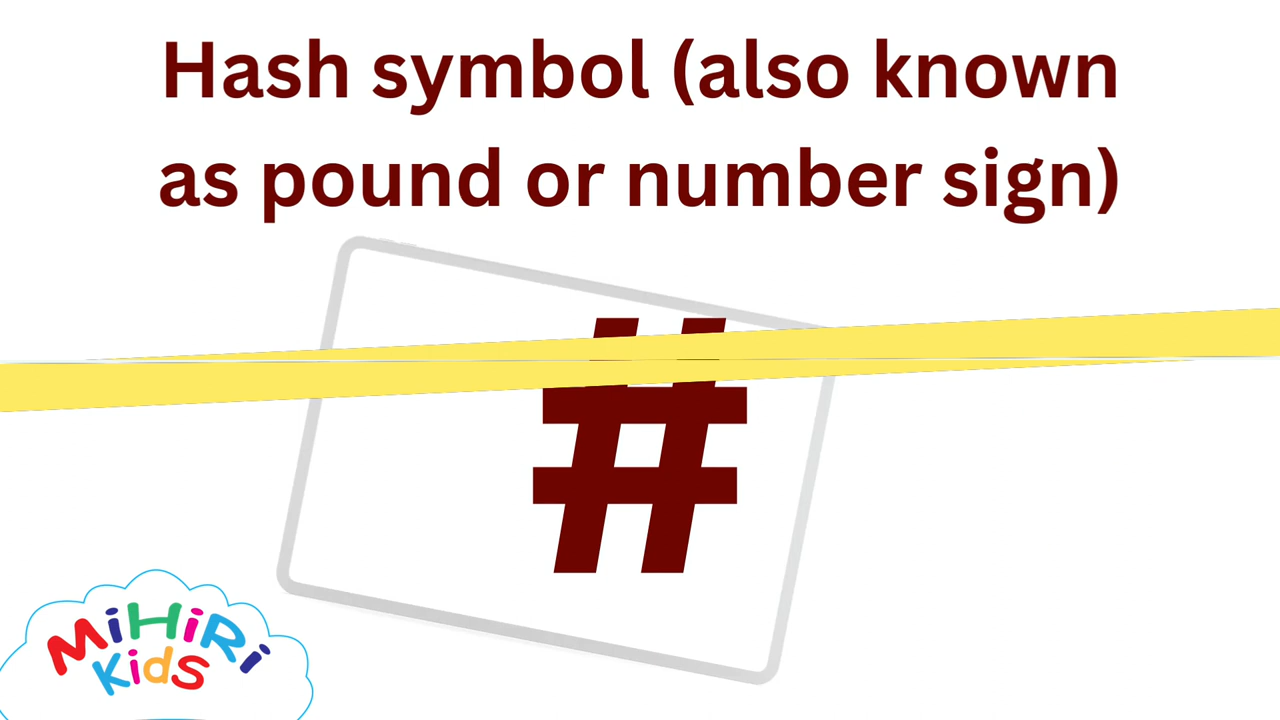 Hash symbol (also known
as pound or number sign)
#
MiHiRi
Kids